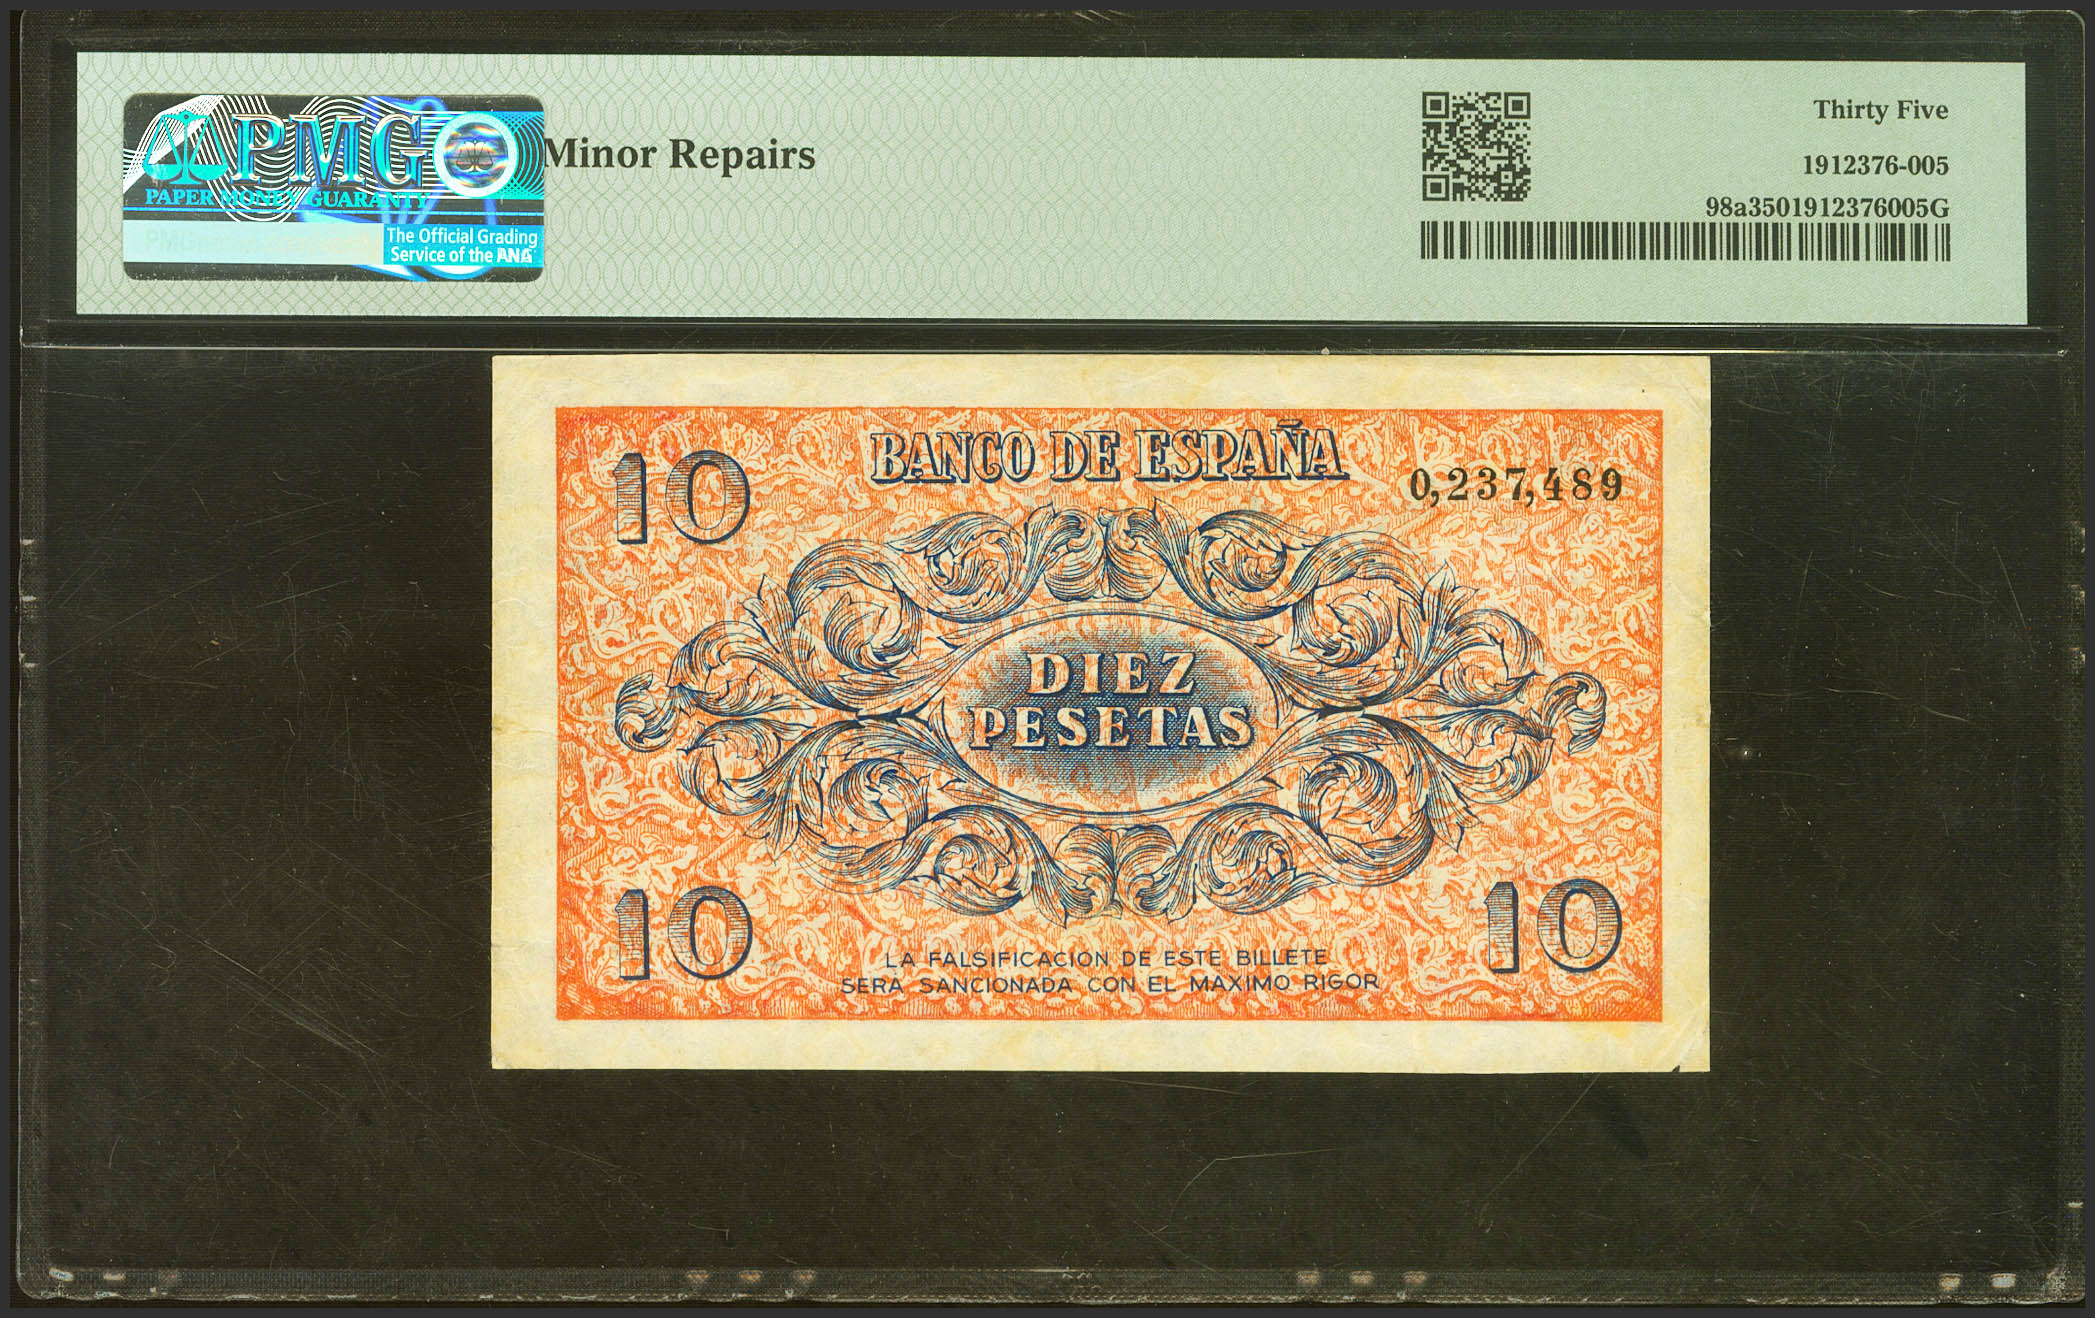 PMG
PAPER MONEY GUARANTY
The Official Grading
Service of the ANA
Minor Repairs
Thirty Five
1912376-005
98a3501912376005G
BANCO DE ESPAÑA
10
0,237,489
DIEZ
PESETAS
10
10
LA FALSIFICACION DE ESTE BILLETE
SERA SANCIONADA CON EL MAXIMO RIGOR